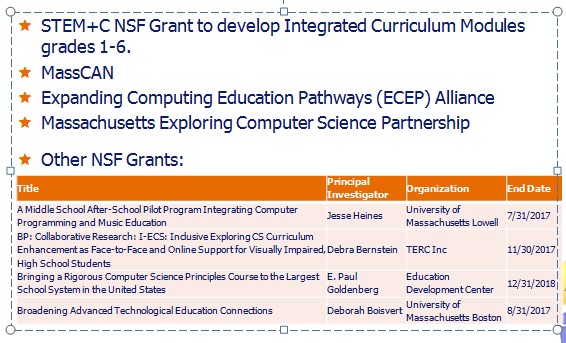 STEM+C NSF Grant to develop Integrated Curriculum Modules
grades 1-6.
MassCAN
Expanding Computing Education Pathways (ECEP) Alliance
Massachusetts Exploring Computer Science Partnership
Other NSF Grants:
Title Principal Investigator Organization End Date
A Middle School After-School Pilot Program Integrating Computer
Programming and Music Education
Jesse Heines
University of
Massachusetts Lowell
7/31/2017
BP: Collaborative Research: I-ECS: Inclusive Exploring CS Curriculum
Enhancement as Face-to-Face and Online Support for Visually Impaired,
High School Students
Debra Bernstein
TERC Inc
11/30/2017
Bringing a Rigorous Computer Science Principles Course to the Largest
School System in the United States
E. Paul
Goldenberg
Education
Development Center
12/31/2018
Broadening Advanced Technological Education Connections
Deborah Boisvert
University of
Massachusetts Boston
8/31/2017